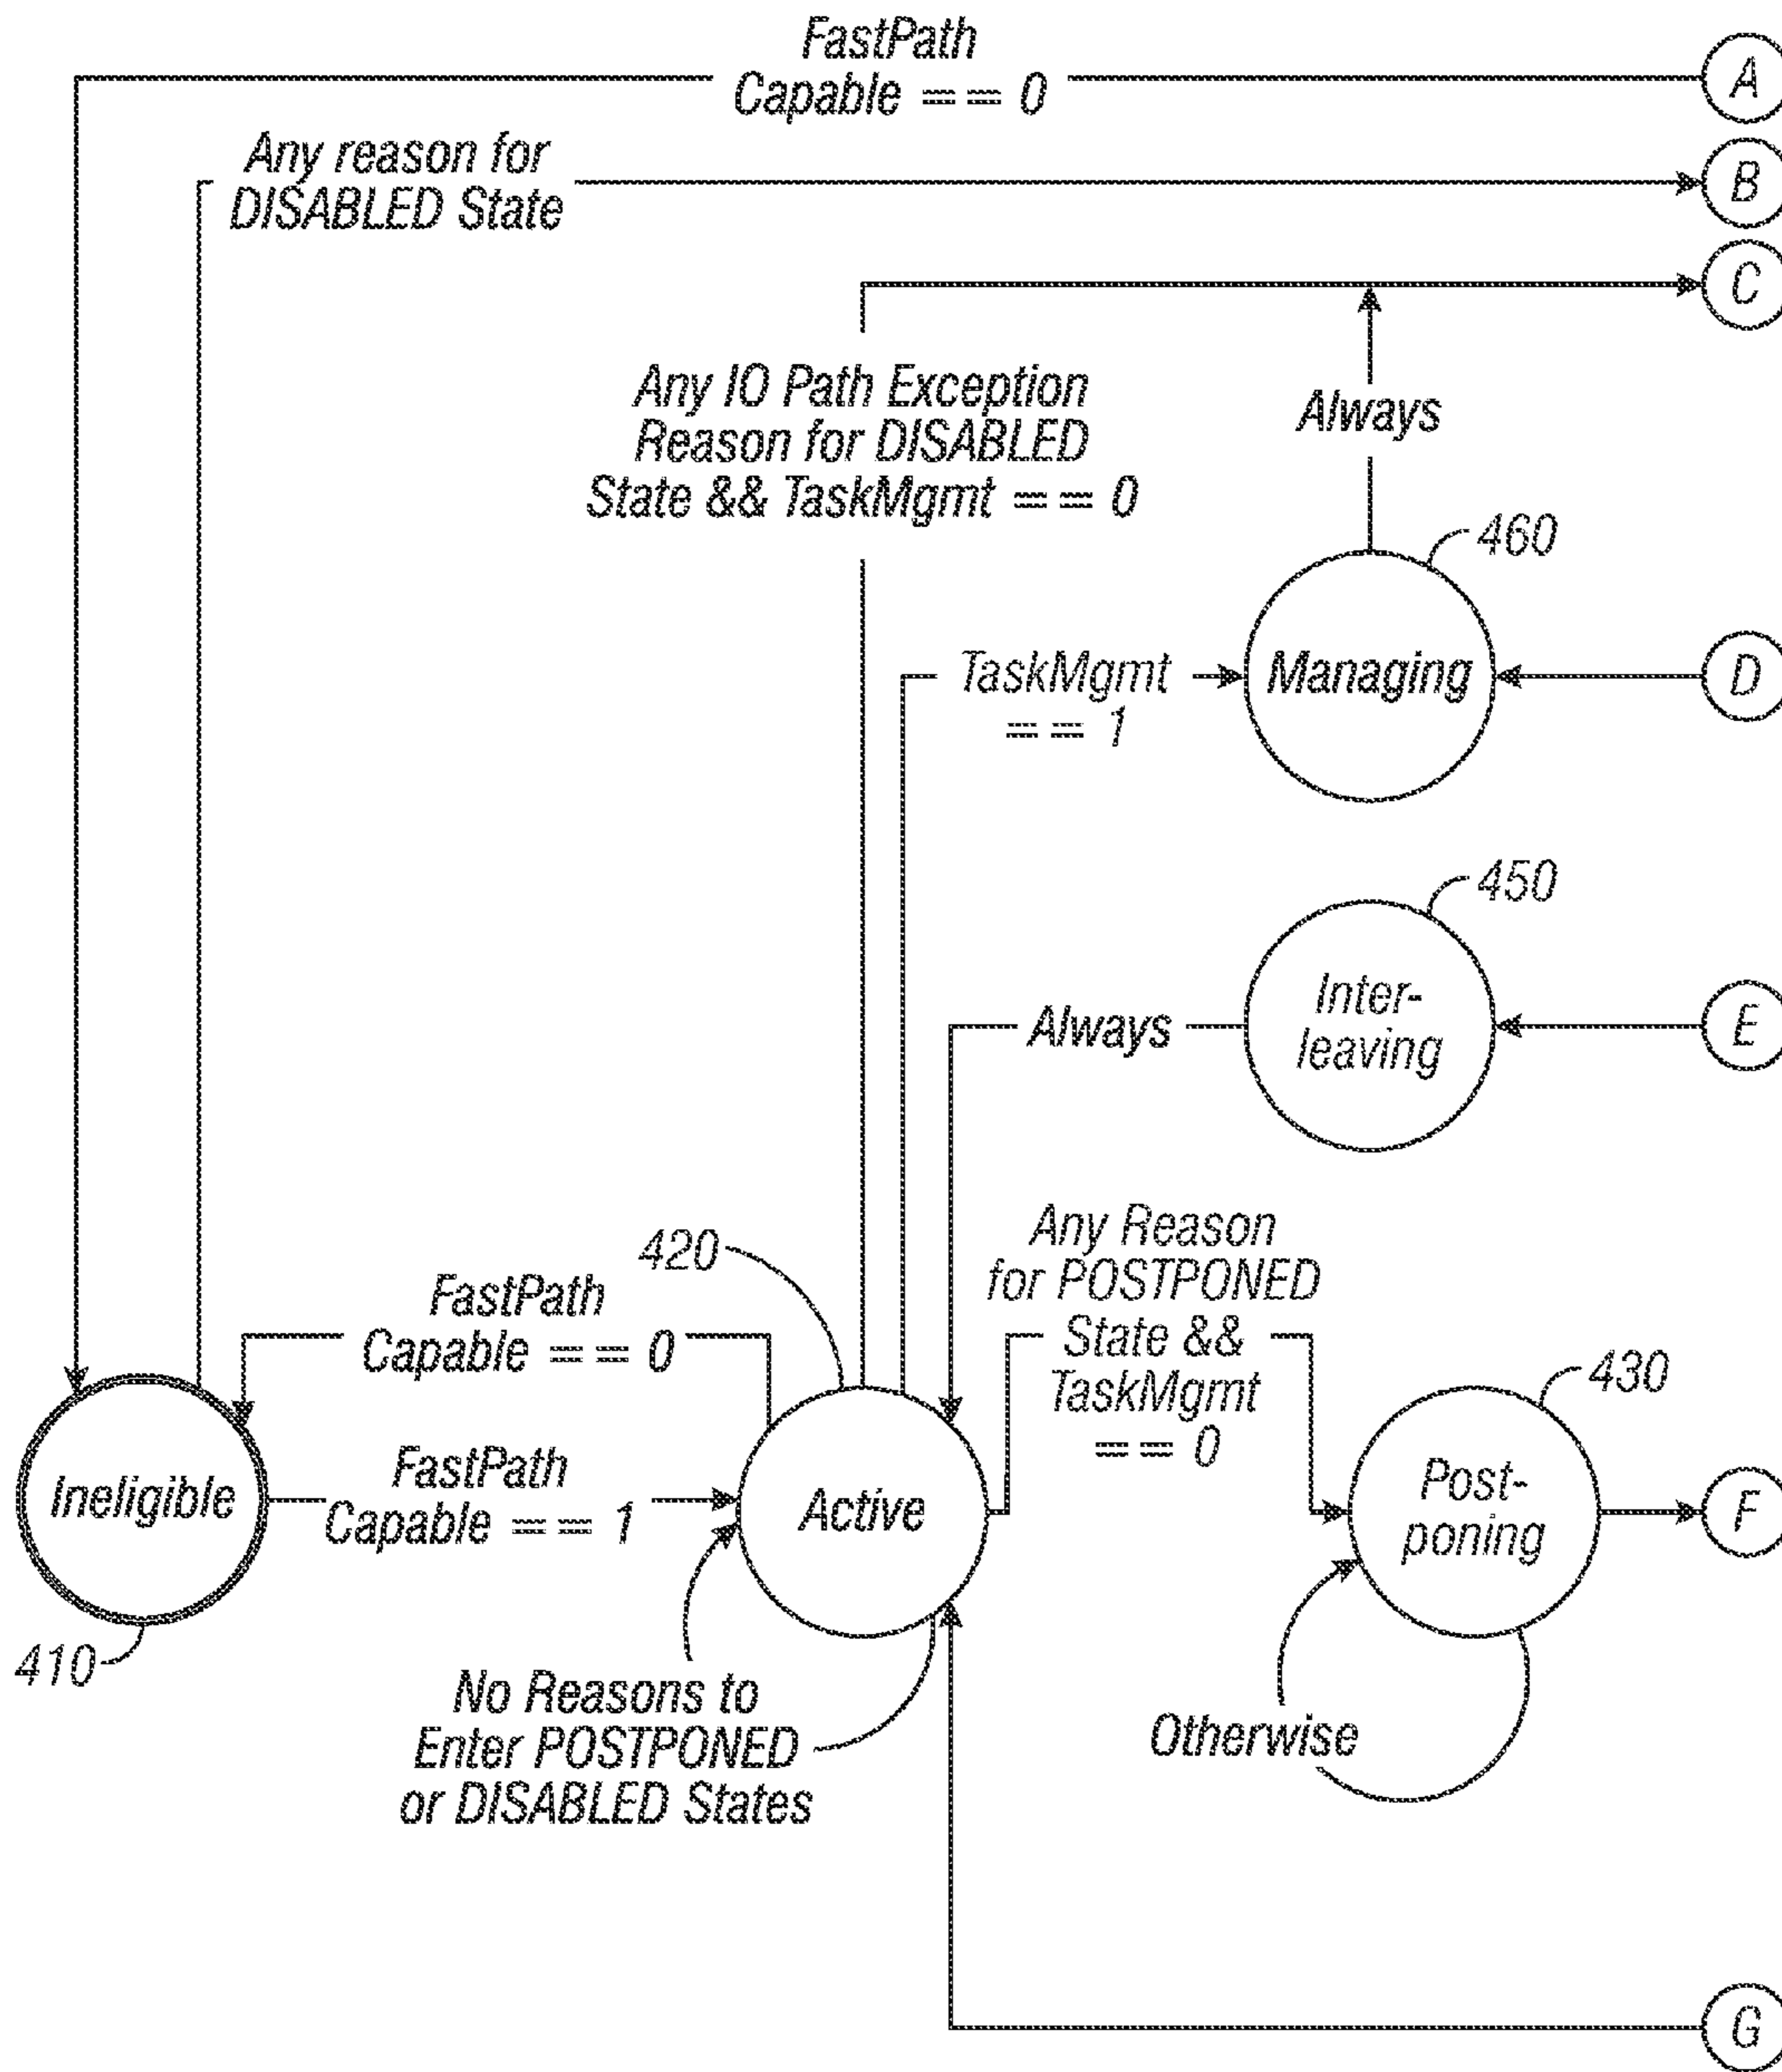 FastPath
Capable == 0
A
Any reason for
DISABLED State
B
C
Any IO Path Exception
Reason for DISABLED
State && TaskMgmt == 0
Always
460
TaskMgmt
== 1
Managing
D
450
Inter-
leaving
Always
E
Any Reason
for POSTPONED
State &&
TaskMgmt
== 0
420
FastPath
Capable == 0
430
Ineligible
FastPath
Capable == 1
Active
Post-
poning
F
410
No Reasons to
Enter POSTPONED
or DISABLED States
Otherwise
G